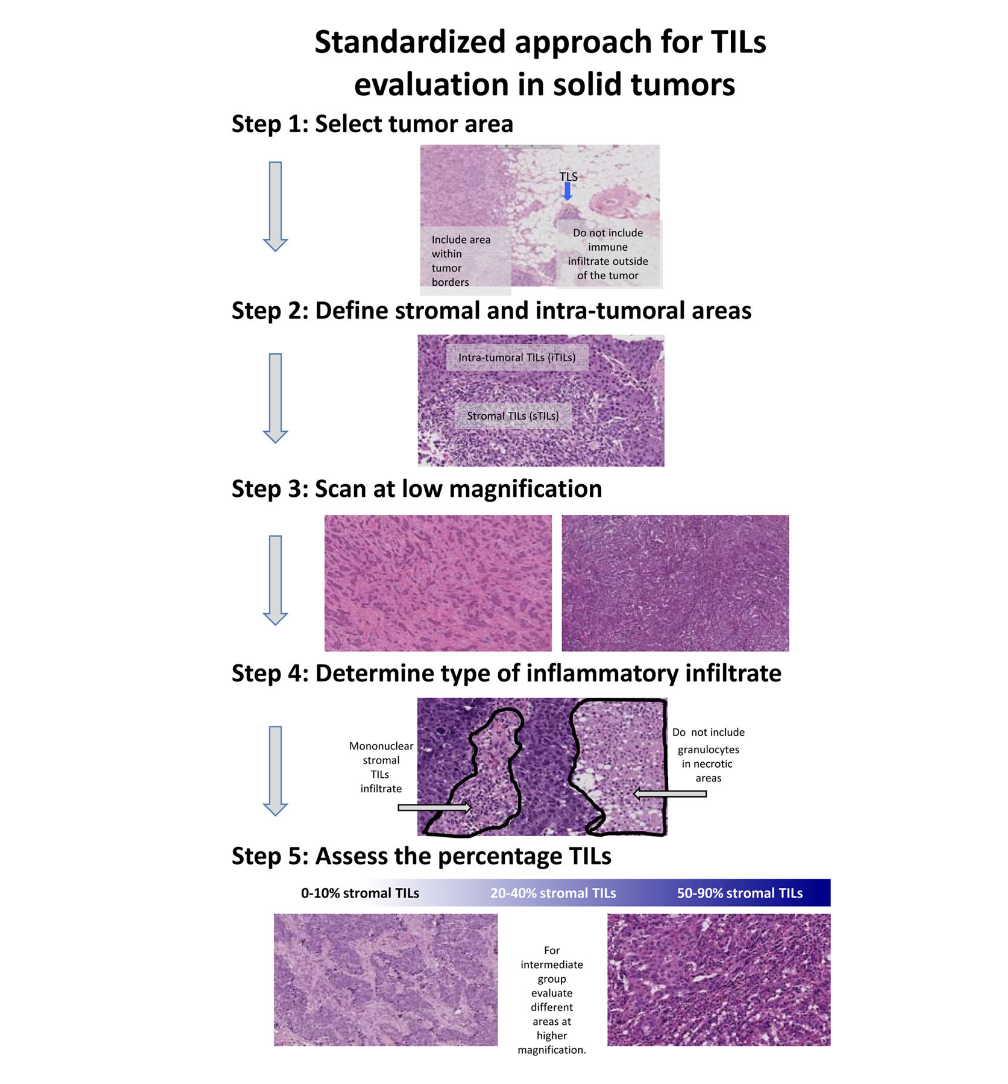 Standardized approach for TILs
evaluation in solid tumors
Step 1: Select tumor area
TLS
Include area
within
tumor
borders
Do not include
immune
infiltrate outside
of the tumor
Step 2: Define stromal and intra-tumoral areas
Intra-tumoral TILs (iTILs)
Stromal TILs (sTILs)
Step 3: Scan at low magnification
Step 4: Determine type of inflammatory infiltrate
Mononuclear
stromal
TILs
infiltrate
Do not include
granulocytes
in necrotic
areas
Step 5: Assess the percentage TILs
0-10% stromal TILs
20-40% stromal TILs
50-90% stromal TILs
For
intermediate
group
evaluate
different
areas at
higher
magnification.